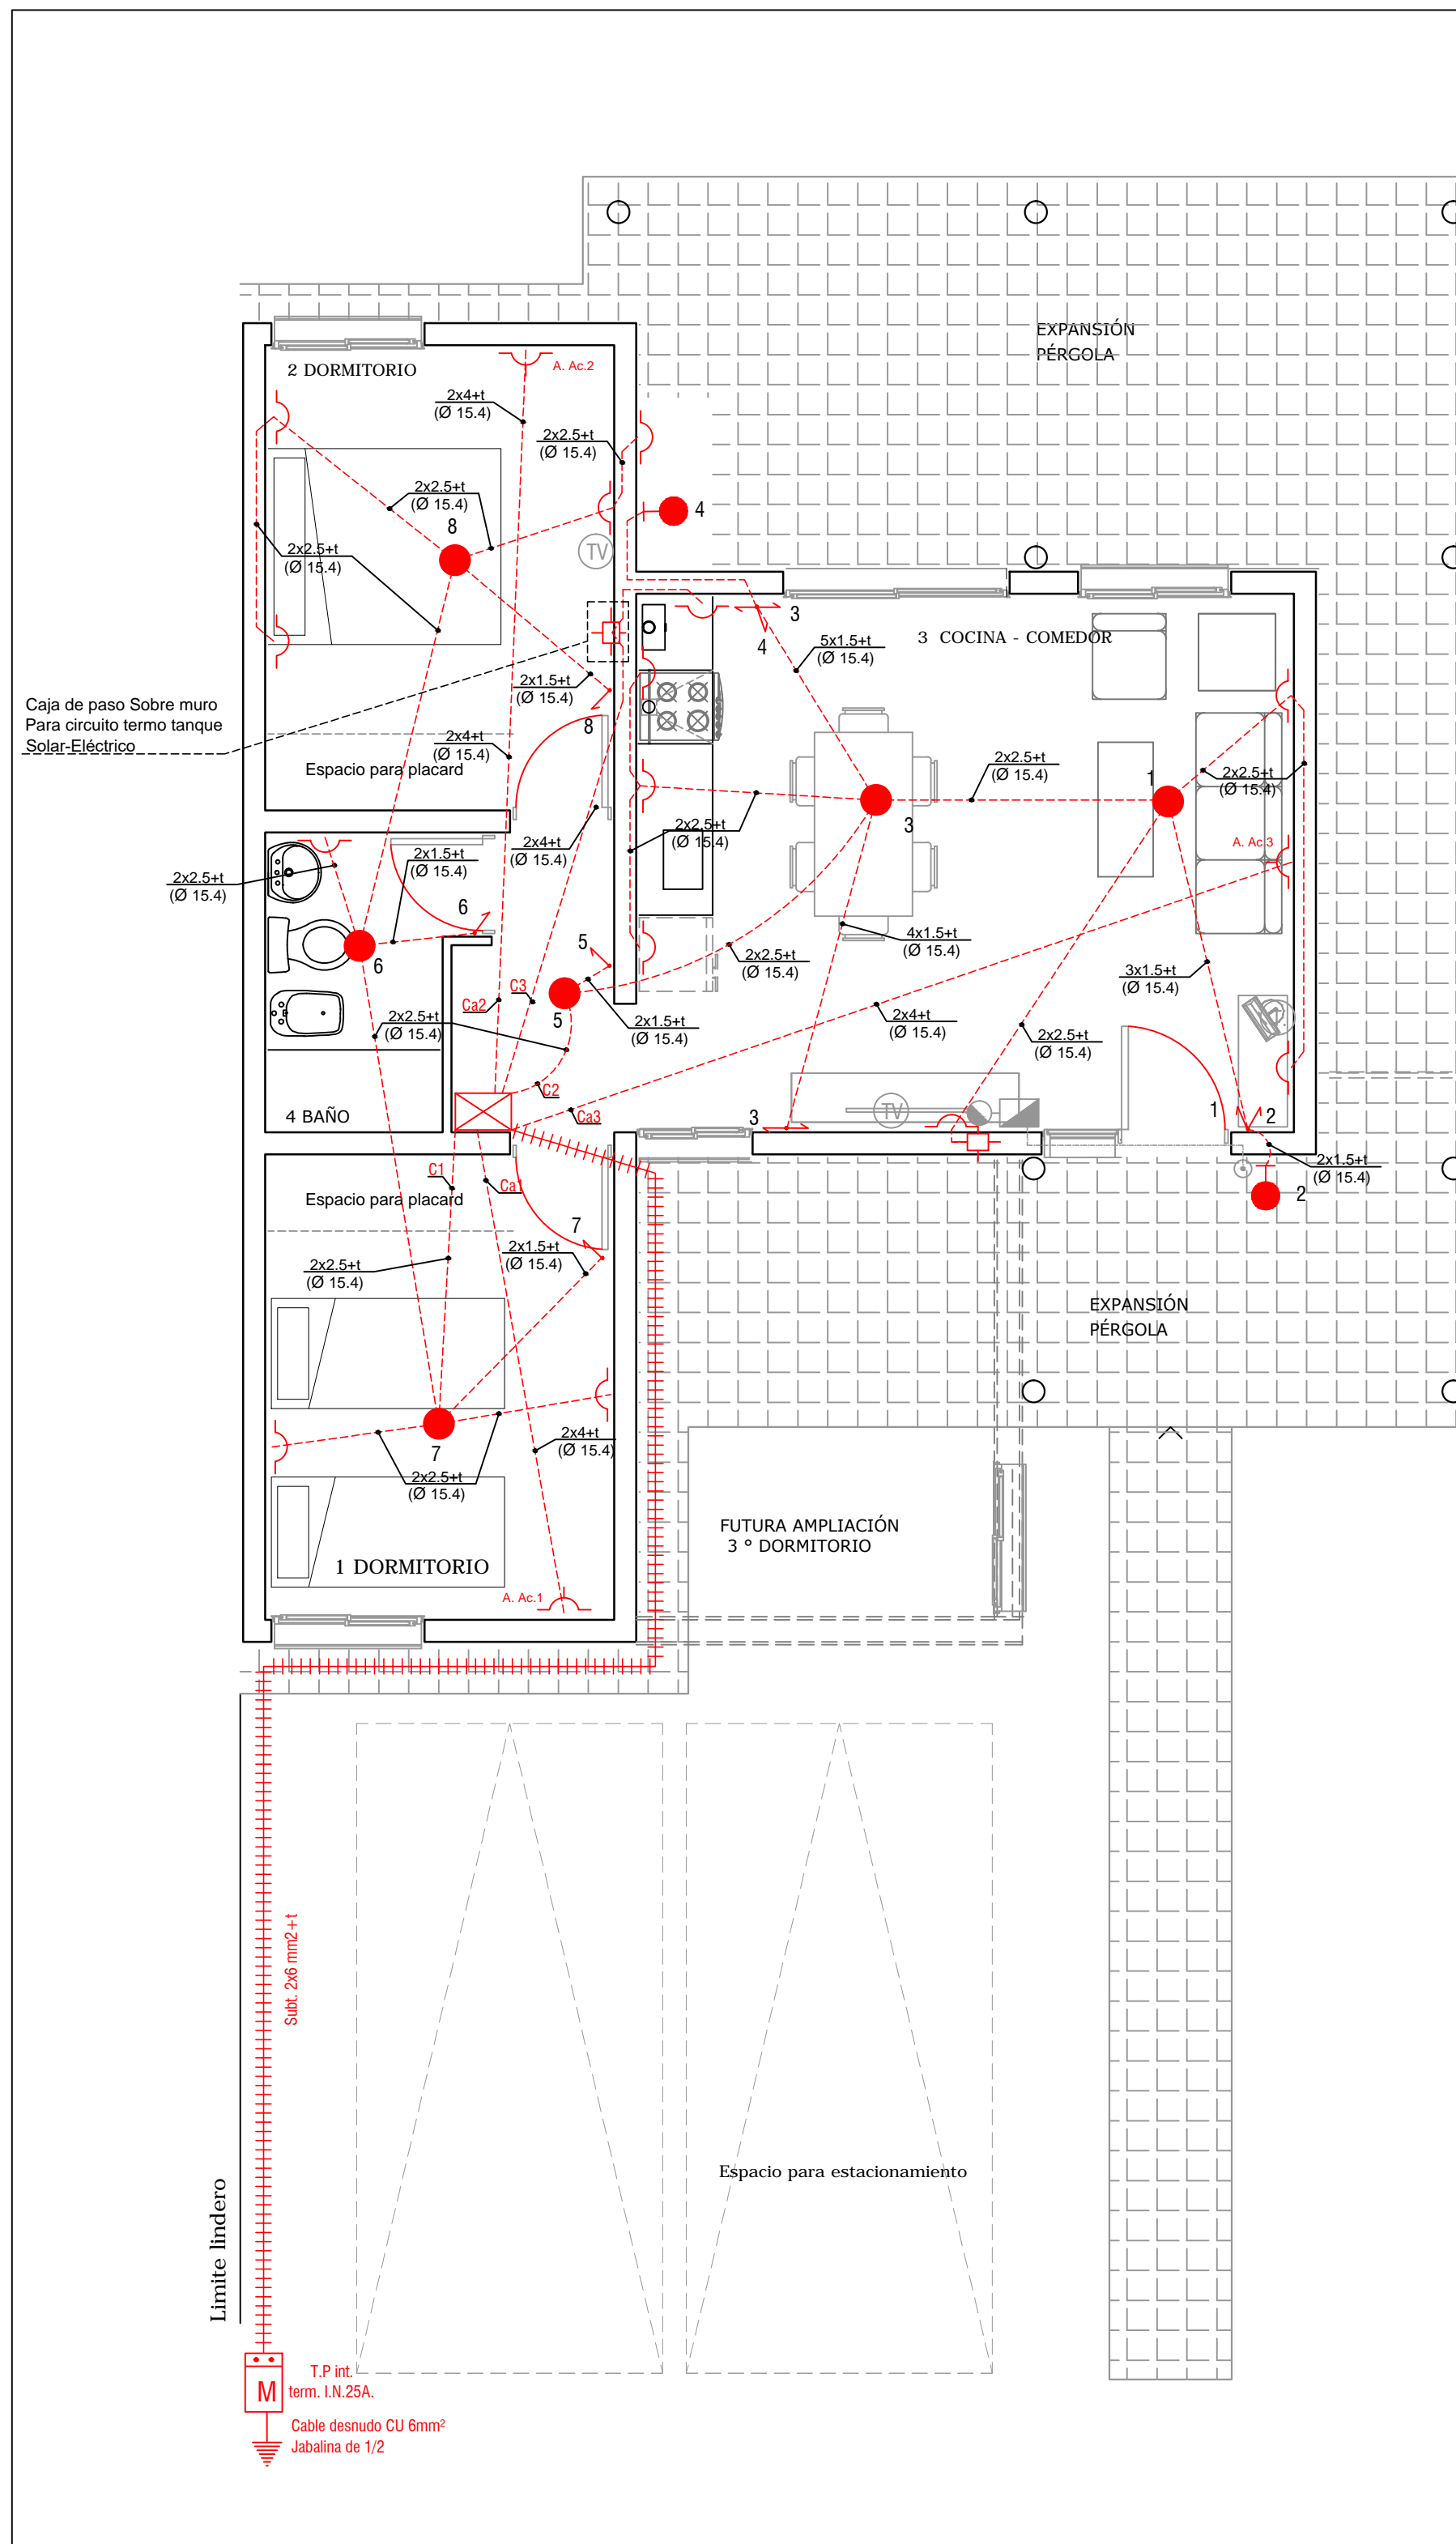 EXPANSIÓN
PÉRGOLA
2 DORMITORIO
A. Ac.2
2x4+t
(Ø 15.4)
2x2.5+t
(Ø 15.4)
2x2.5+t
(Ø 15.4)
4
8
2x2.5+t
(Ø 15.4)
TV
3
4
5x1.5+t
(Ø 15.4)
3 COCINA - COMEDOR
2x1.5+t
(Ø 15.4)
Caja de paso Sobre muro
Para circuito termo tanque
Solar-Eléctrico
8
2x4+t
(Ø 15.4)
Espacio para placard
2x2.5+t
(Ø 15.4)
1
2x2.5+t
(Ø 15.4)
3
2x2.5+t
(Ø 15.4)
2x4+t
(Ø 15.4)
A. Ac.3
2x1.5+t
(Ø 15.4)
2x2.5+t
(Ø 15.4)
6
6
5
4x1.5+t
(Ø 15.4)
2x2.5+t
(Ø 15.4)
3x1.5+t
(Ø 15.4)
Ca2
C3
5
2x2.5+t
(Ø 15.4)
2x1.5+t
(Ø 15.4)
2x4+t
(Ø 15.4)
2x2.5+t
(Ø 15.4)
C2
Ca3
4 BAÑO
3
TV
1
2
2x1.5+t
(Ø 15.4)
2
C1
Ca1
Espacio para placard
7
2x1.5+t
(Ø 15.4)
2x2.5+t
(Ø 15.4)
EXPANSIÓN
PÉRGOLA
7
2x4+t
(Ø 15.4)
2x2.5+t
(Ø 15.4)
FUTURA AMPLIACIÓN
3 º DORMITORIO
1 DORMITORIO
A. Ac.1
Subt. 2x6 mm2+t
Limite lindero
Espacio para estacionamiento
T.P int.
term. I.N.25A.
M
Cable desnudo CU 6mm²
Jabalina de 1/2